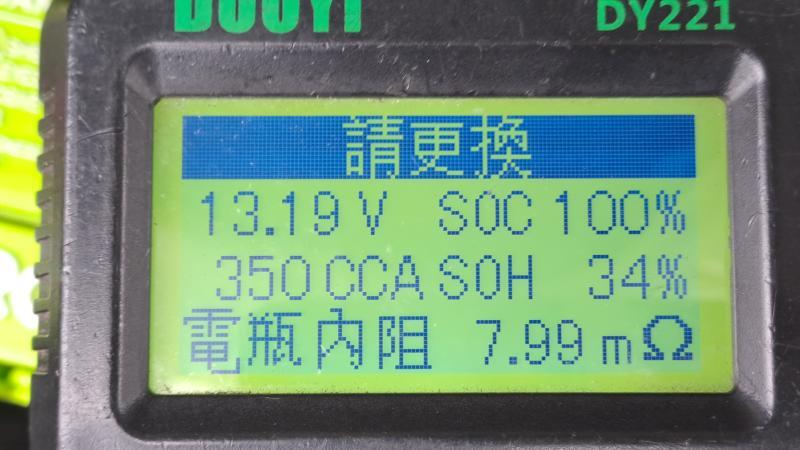 DUOYI DY221
請更換
13.19V SOC 100%
350CCA SOH 34%
電瓶內阻 7.99mΩ